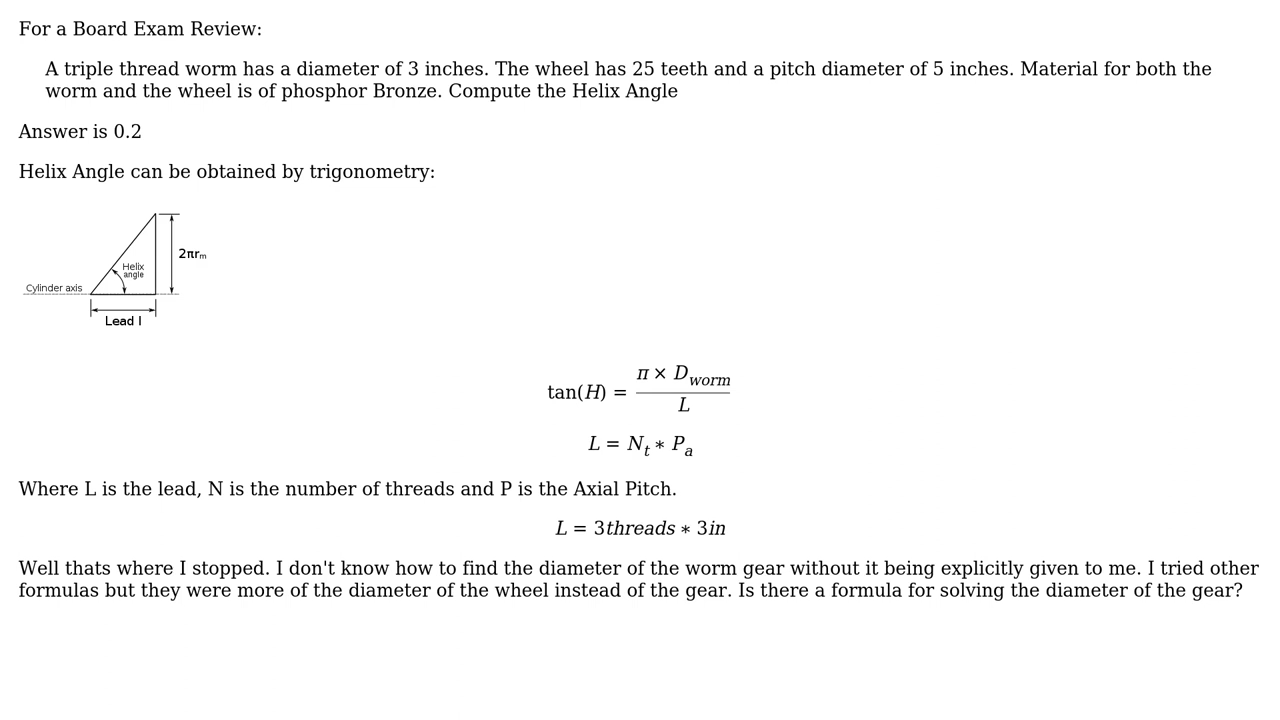 For a Board Exam Review:
A triple thread worm has a diameter of 3 inches. The wheel has 25 teeth and a pitch diameter of 5 inches. Material for both the
worm and the wheel is of phosphor Bronze. Compute the Helix Angle
Answer is 0.2
Helix Angle can be obtained by trigonometry:
2πrₘ
Helix
angle
Cylinder axis
Lead l
tan(H) = π × D_worm / L
L = N_t * P_a
Where L is the lead, N is the number of threads and P is the Axial Pitch.
L = 3threads * 3in
Well thats where I stopped. I don't know how to find the diameter of the worm gear without it being explicitly given to me. I tried other
formulas but they were more of the diameter of the wheel instead of the gear. Is there a formula for solving the diameter of the gear?